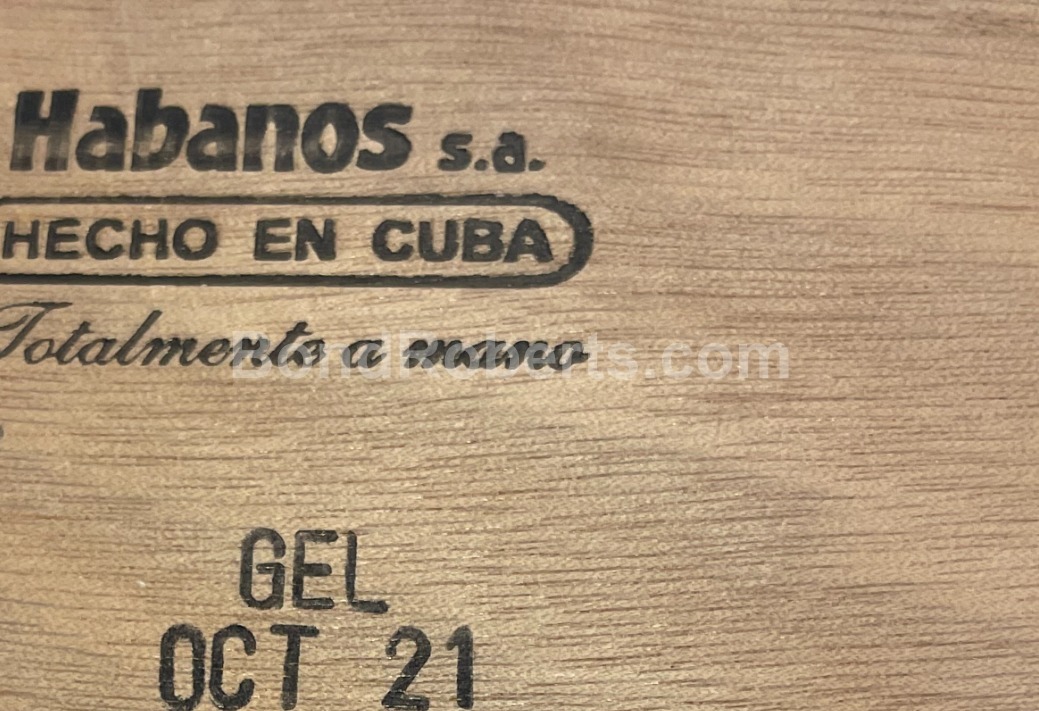 Habanos s.a.
HECHO EN CUBA
Totalmente a mano
BondRoberts.com
GEL
OCT 21